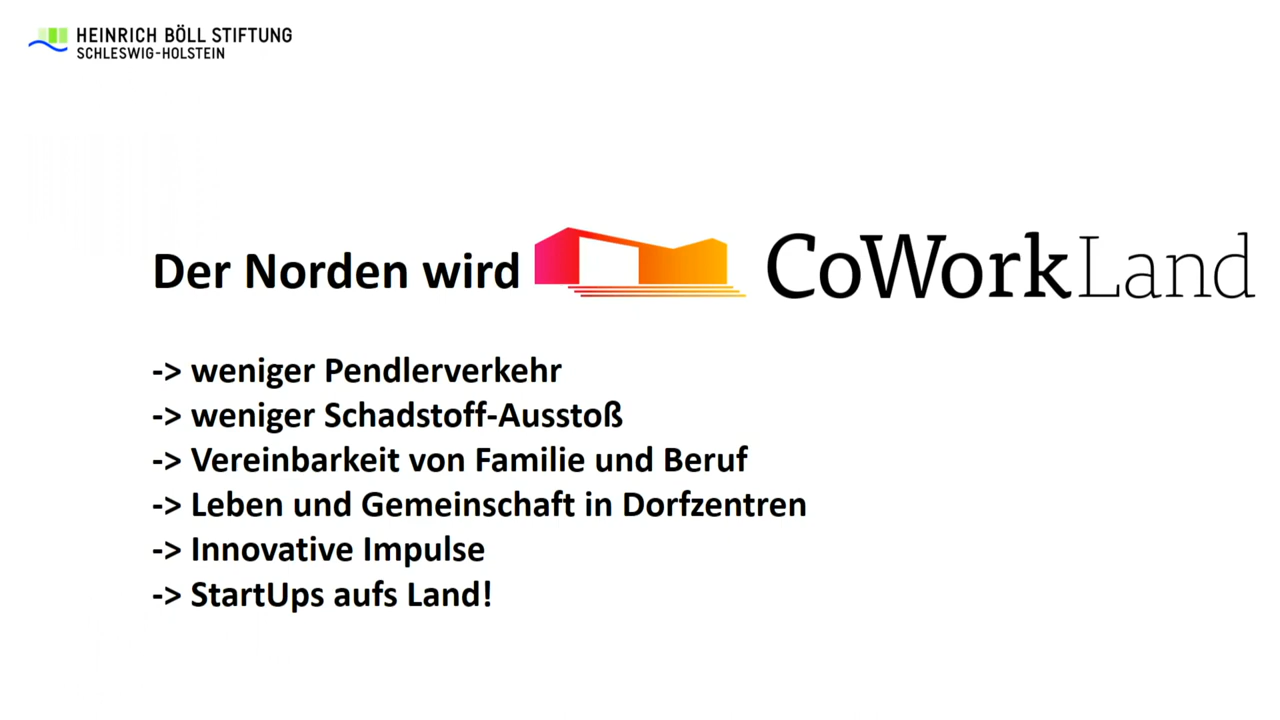 HEINRICH BÖLL STIFTUNG
SCHLESWIG-HOLSTEIN
Der Norden wird CoWorkLand
-> weniger Pendlerverkehr
-> weniger Schadstoff-Ausstoß
-> Vereinbarkeit von Familie und Beruf
-> Leben und Gemeinschaft in Dorfzentren
-> Innovative Impulse
-> StartUps aufs Land!